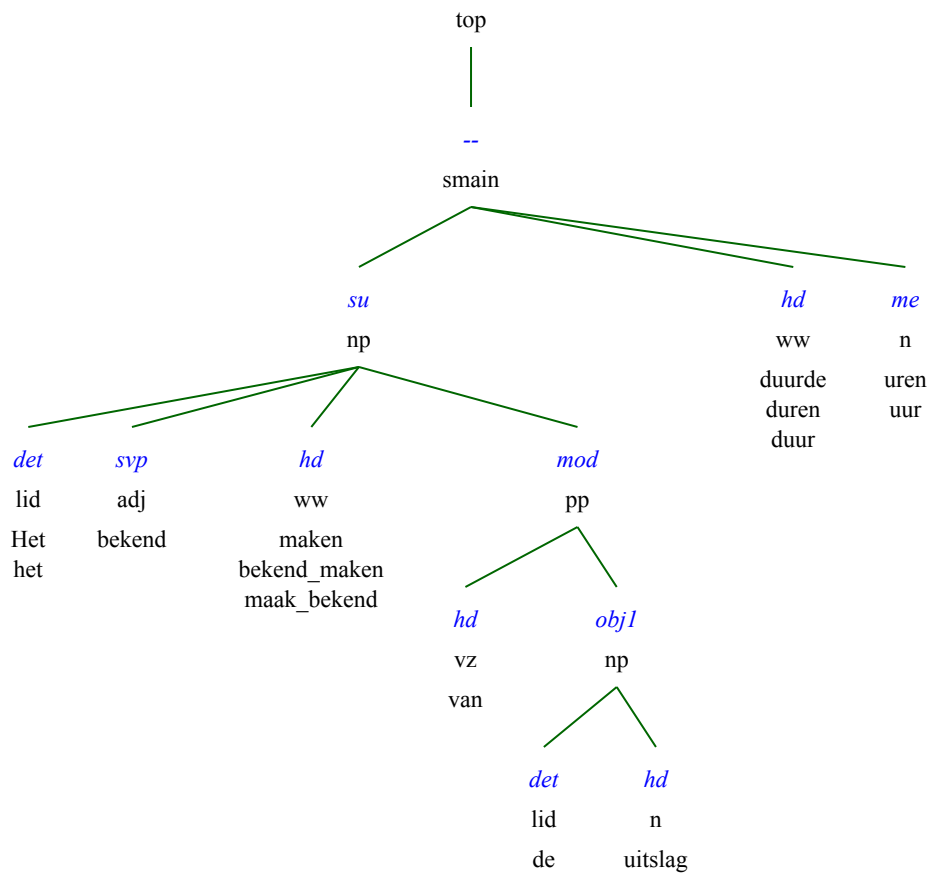 top
--
smain
su hd me
np ww n
duurde uren
duren uur
duur
det svp hd mod
lid adj ww pp
Het bekend maken
het bekend_maken
maak_bekend
hd obj1
vz np
van
det hd
lid n
de uitslag